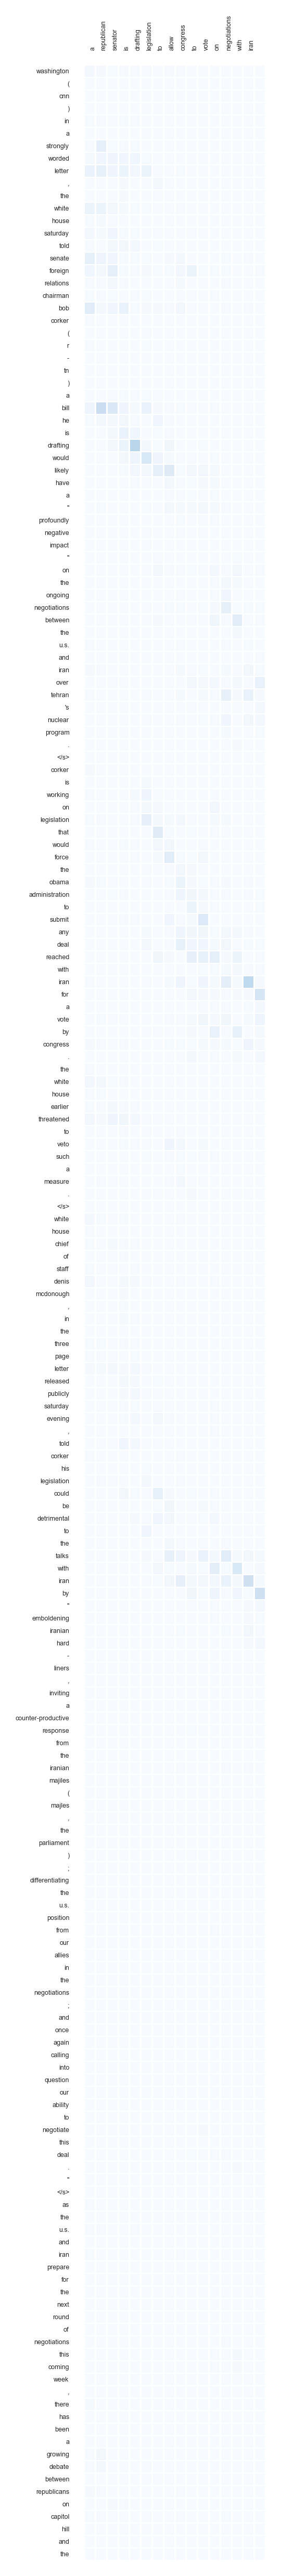 a
republican
senator
is
drafting
legislation
to
allow
congress
to
vote
on
negotiations
with
iran
washington
(
cnn
)
in
a
strongly
worded
letter
,
the
white
house
saturday
told
senate
foreign
relations
chairman
bob
corker
(
r
-
tn
)
a
bill
he
is
drafting
would
likely
have
a
"
profoundly
negative
impact
"
on
the
ongoing
negotiations
between
the
u.s.
and
iran
over
tehran
's
nuclear
program
.
</s>
corker
is
working
on
legislation
that
would
force
the
obama
administration
to
submit
any
deal
reached
with
iran
for
a
vote
by
congress
.
the
white
house
earlier
threatened
to
veto
such
a
measure
.
</s>
white
house
chief
of
staff
denis
mcdonough
,
in
the
three
page
letter
released
publicly
saturday
evening
,
told
corker
his
legislation
could
be
detrimental
to
the
talks
with
iran
by
"
emboldening
iranian
hard
-
liners
,
inviting
a
counter-productive
response
from
the
iranian
majiles
(
majles
,
the
parliament
)
;
differentiating
the
u.s.
position
from
our
allies
in
the
negotiations
;
and
once
again
calling
into
question
our
ability
to
negotiate
this
deal
.
"
</s>
as
the
u.s.
and
iran
prepare
for
the
next
round
of
negotiations
this
coming
week
,
there
has
been
a
growing
debate
between
republicans
on
capitol
hill
and
the